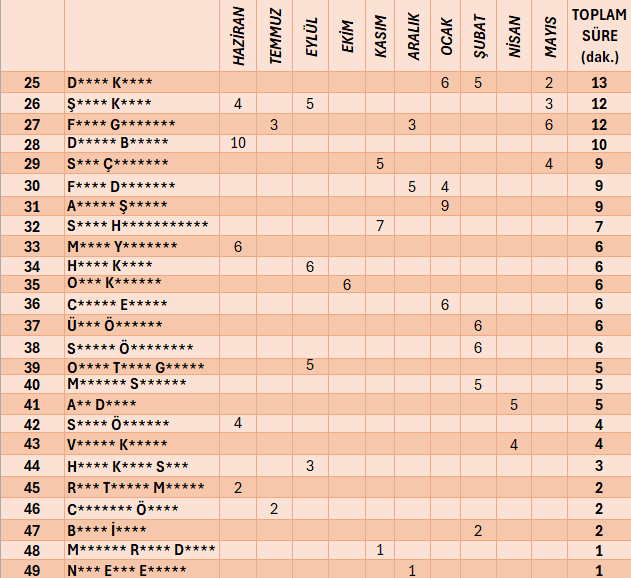 HAZİRAN TEMMUZ EYLÜL EKİM KASIM ARALIK OCAK ŞUBAT NİSAN MAYIS TOPLAM SÜRE (dak.)
25 D**** K**** 6 5 2 13
26 Ş**** K**** 4 5 3 12
27 F**** G******* 3 3 6 12
28 D***** B***** 10 10
29 S*** Ç******* 5 4 9
30 F**** D******* 5 4 9
31 A***** Ş***** 9 9
32 S**** H*********** 7 7
33 M**** Y******* 6 6
34 H**** K**** 6 6
35 O*** K****** 6 6
36 C***** E***** 6 6
37 Ü*** Ö****** 6 6
38 S***** Ö******** 6 6
39 O**** T**** G***** 5 5
40 M****** S****** 5 5
41 A** D**** 5 5
42 S**** Ö****** 4 4
43 V***** K***** 4 4
44 H**** K**** S*** 3 3
45 R*** T***** M***** 2 2
46 C******* Ö**** 2 2
47 B**** İ**** 2 2
48 M****** R**** D**** 1 1
49 N*** E*** E***** 1 1